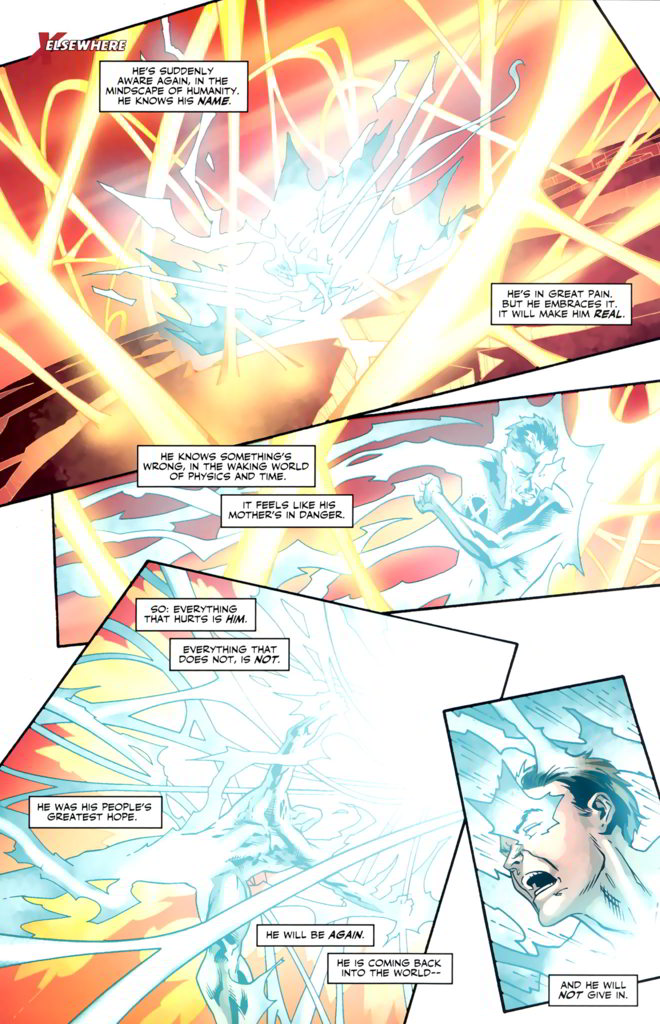 ELSEWHERE
HE'S SUDDENLY
AWARE AGAIN, IN THE
MINDSCAPE OF HUMANITY.
HE KNOWS HIS NAME.
HE'S IN GREAT PAIN.
BUT HE EMBRACES IT.
IT WILL MAKE HIM REAL.
HE KNOWS SOMETHING'S
WRONG, IN THE WAKING WORLD
OF PHYSICS AND TIME.
IT FEELS LIKE HIS
MOTHER'S IN DANGER.
SO: EVERYTHING
THAT HURTS IS HIM.
EVERYTHING THAT
DOES NOT, IS NOT.
HE WAS HIS PEOPLE'S
GREATEST HOPE.
HE WILL BE AGAIN.
HE IS COMING BACK
INTO THE WORLD--
AND HE WILL
NOT GIVE IN.